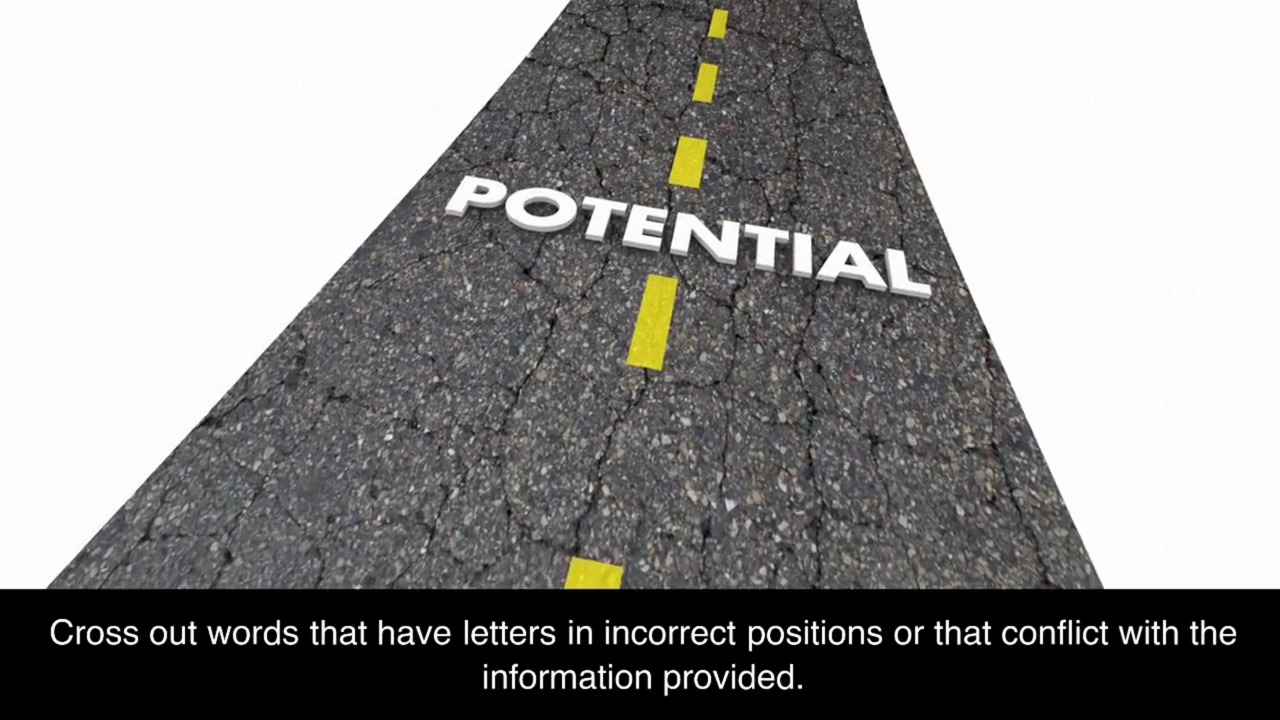 POTENTIAL
Cross out words that have letters in incorrect positions or that conflict with the
information provided.